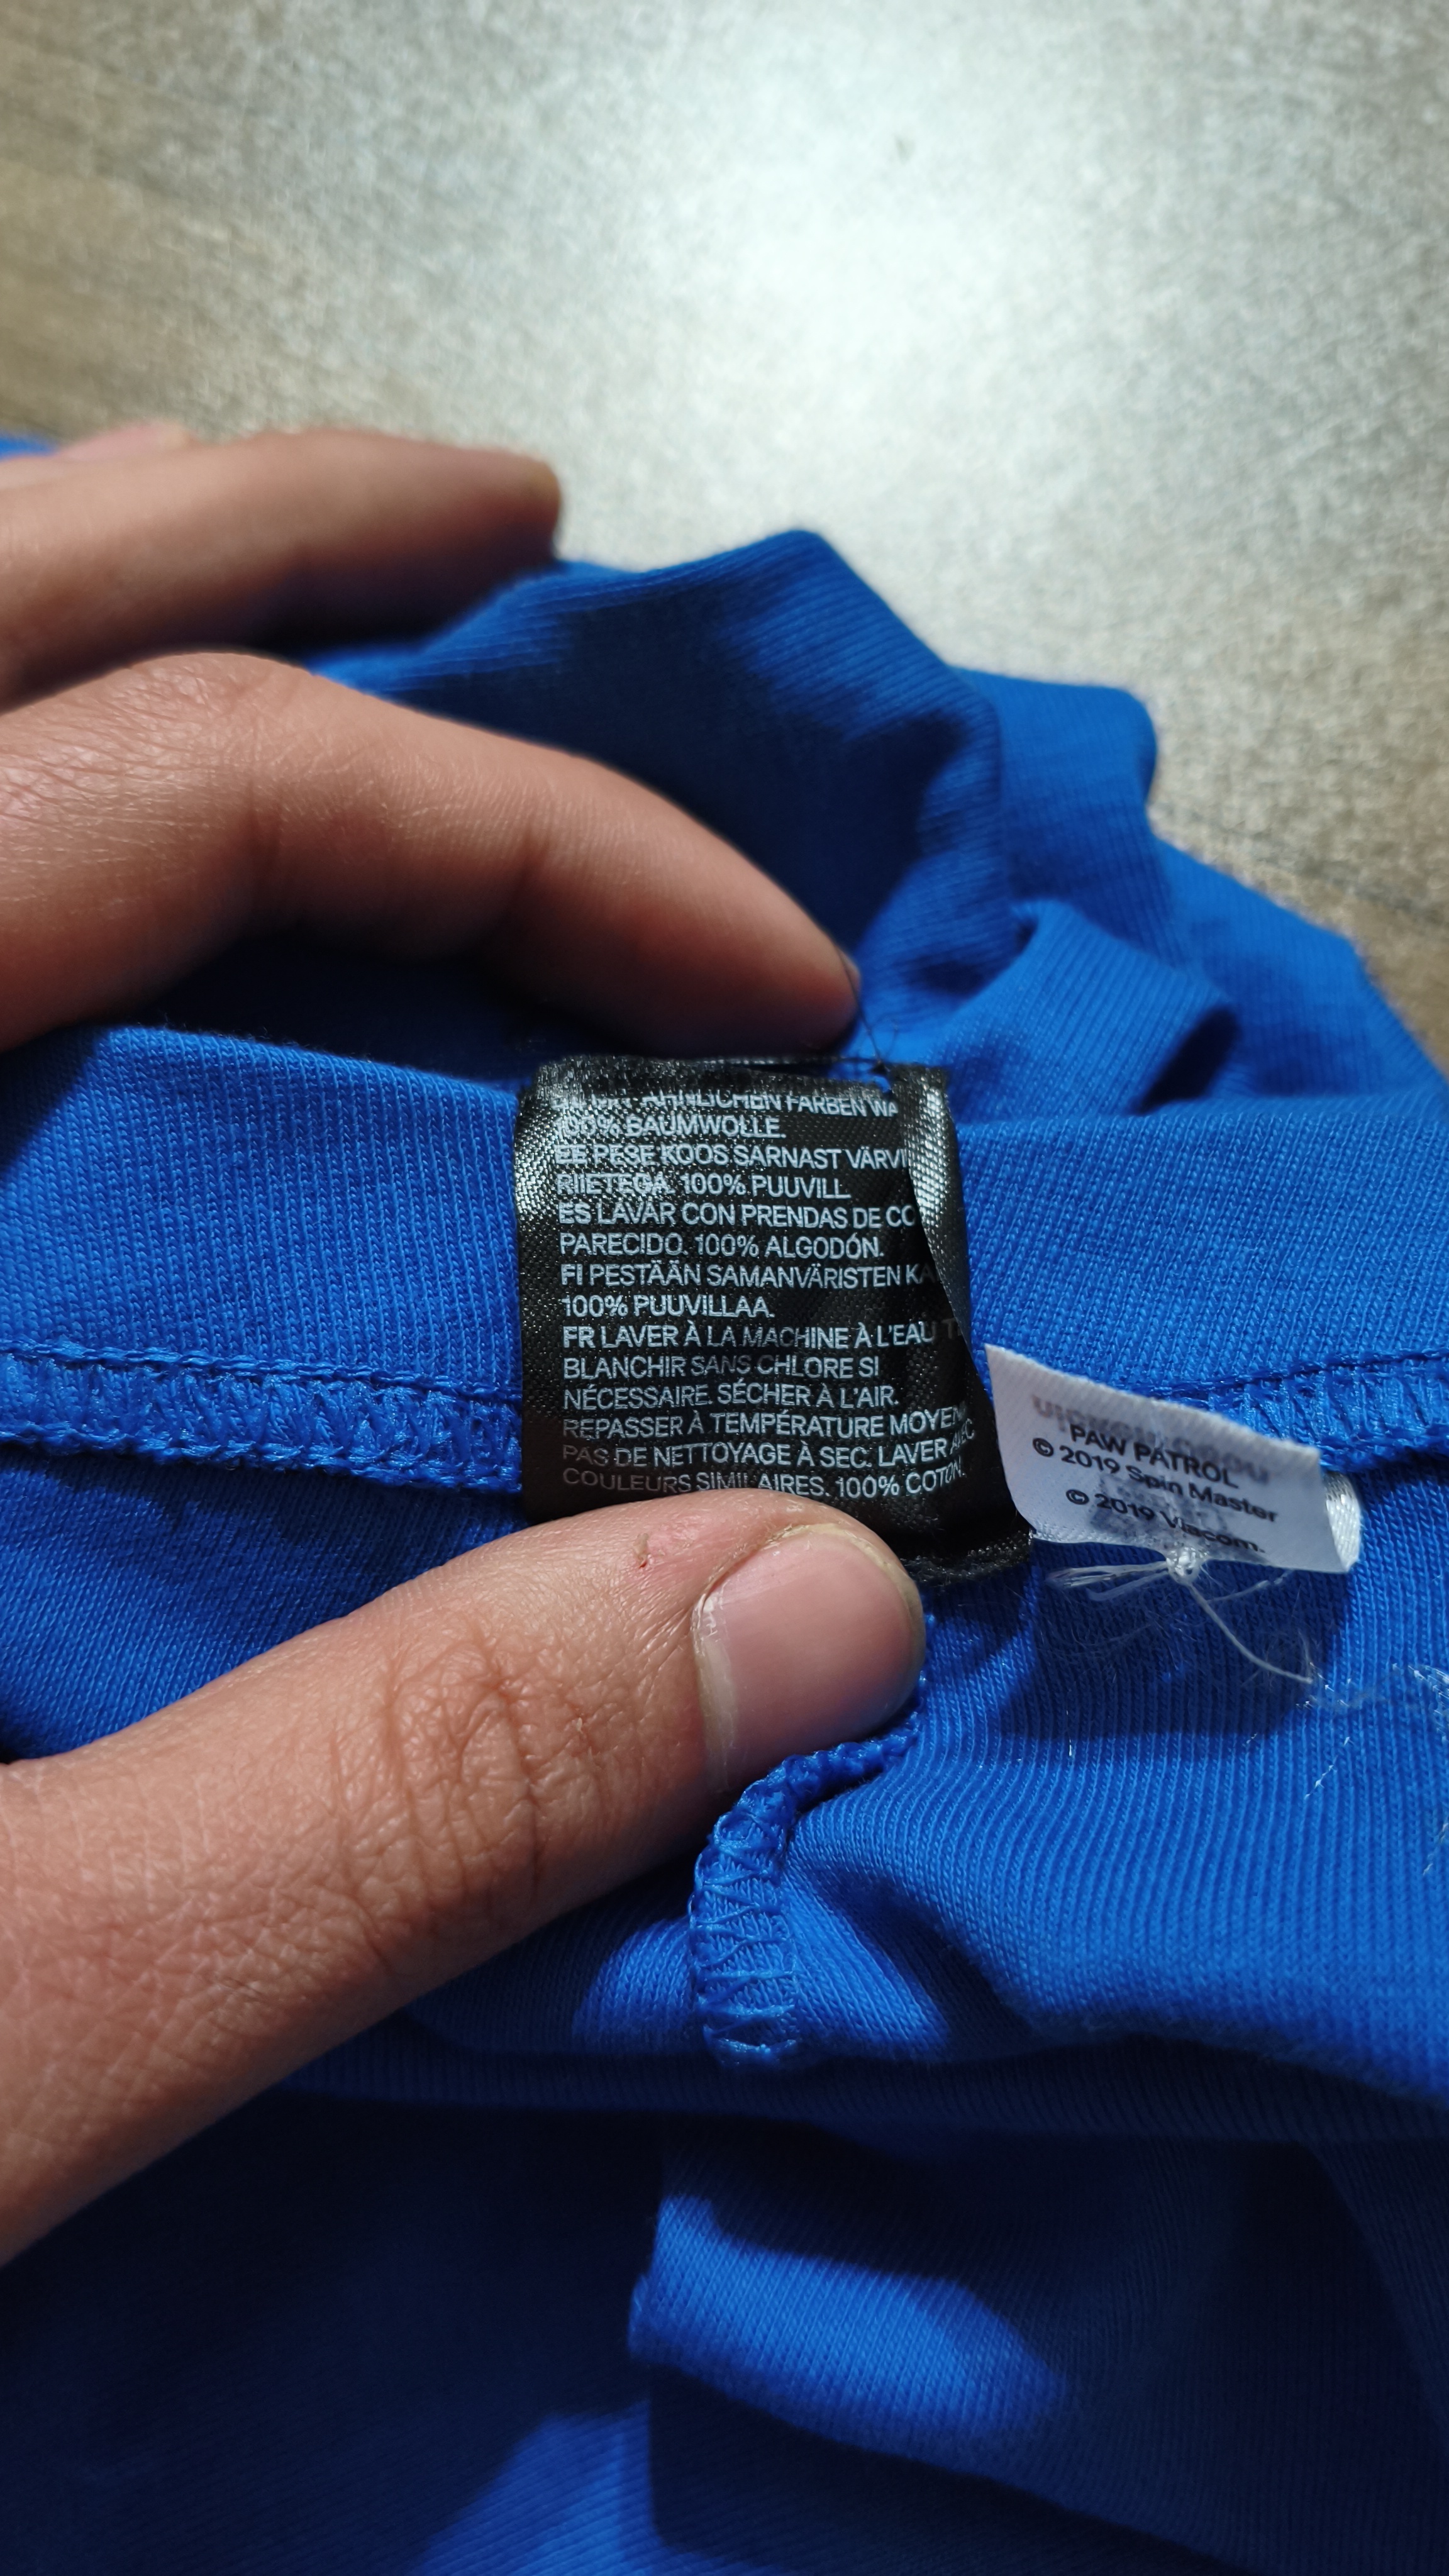 ÄHNLICHEN FARBEN WA
100% BAUMWOLLE.
EE PESE KOOS SARNAST VÄRVI
RIIETEGA. 100% PUUVILL
ES LAVAR CON PRENDAS DE CO
PARECIDO. 100% ALGODÓN.
FI PESTÄÄN SAMANVÄRISTEN KA
100% PUUVILLAA.
FR LAVER À LA MACHINE À L'EAU T
BLANCHIR SANS CHLORE SI
NÉCESSAIRE. SÉCHER À L'AIR.
REPASSER À TEMPÉRATURE MOYEN
PAS DE NETTOYAGE À SEC. LAVER AVEC
COULEURS SIMILAIRES. 100% COTON.
PAW PATROL
© 2019 Spin Master
© 2019 Viacom.